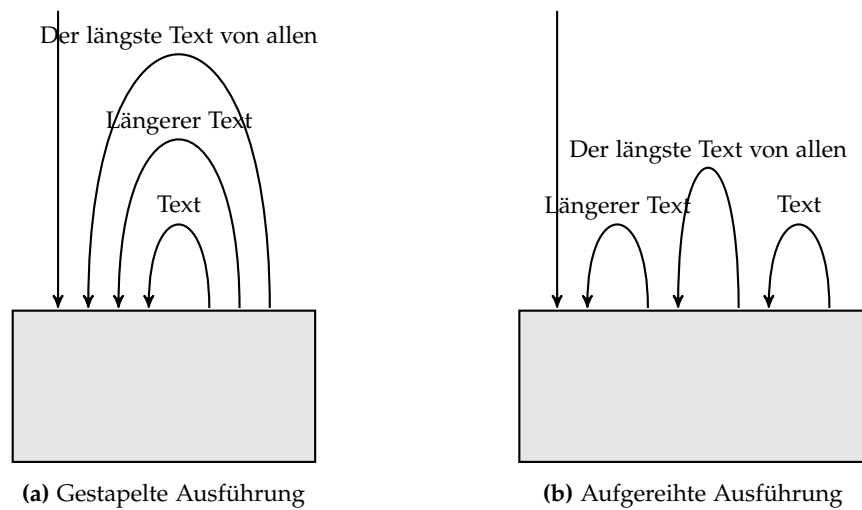 Der längste Text von allen
Längerer Text
Text
(a) Gestapelte Ausführung
Der längste Text von allen
Längerer Text
Text
(b) Aufgereihte Ausführung